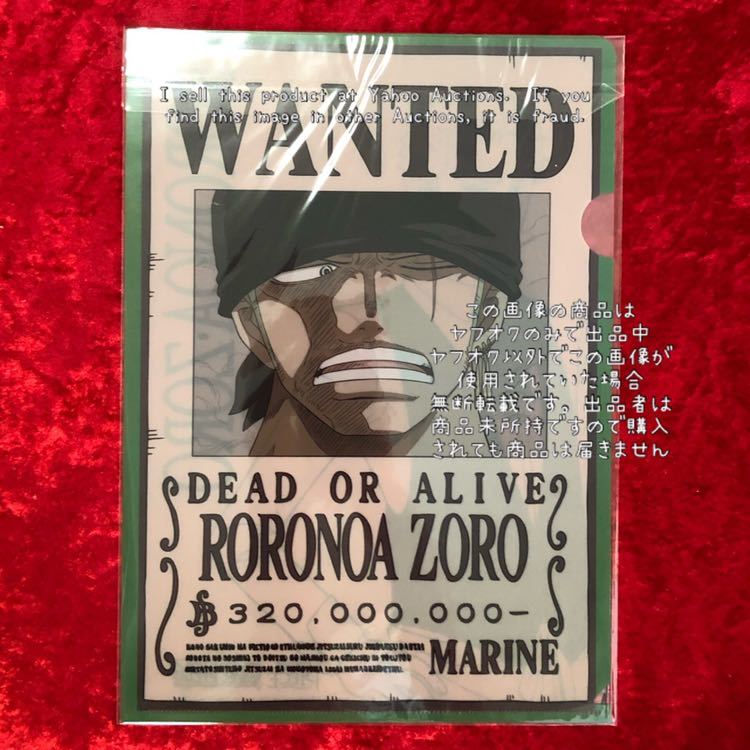 WANTED
I sell this product at Yahoo Auctions. If you
find this image in other Auctions, it is fraud.
この画像の商品は
ヤフオクのみで出品中
ヤフオク以外でこの画像が
使用されていた場合
無断転載です。出品者は
商品未所持ですので購入
されても商品は届きません
DEAD OR ALIVE
RORONOA ZORO
320,000,000-
MARINE